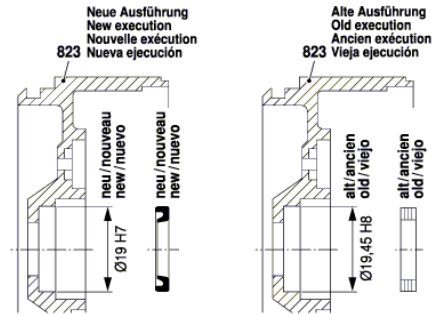 Neue Ausführung
New execution
Nouvelle exécution
823 Nueva ejecución
neu/nouveau
new/nuevo
neu/nouveau
new/nuevo
Ø19 H7
Alte Ausführung
Old execution
Ancien exécution
823 Vieja ejecución
alt/ancien
old/viejo
alt/ancien
old/viejo
Ø19,45 H8